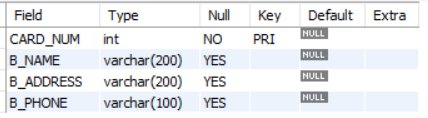 Field Type Null Key Default Extra
CARD_NUM int NO PRI NULL
B_NAME varchar(200) YES NULL
B_ADDRESS varchar(200) YES NULL
B_PHONE varchar(100) YES NULL